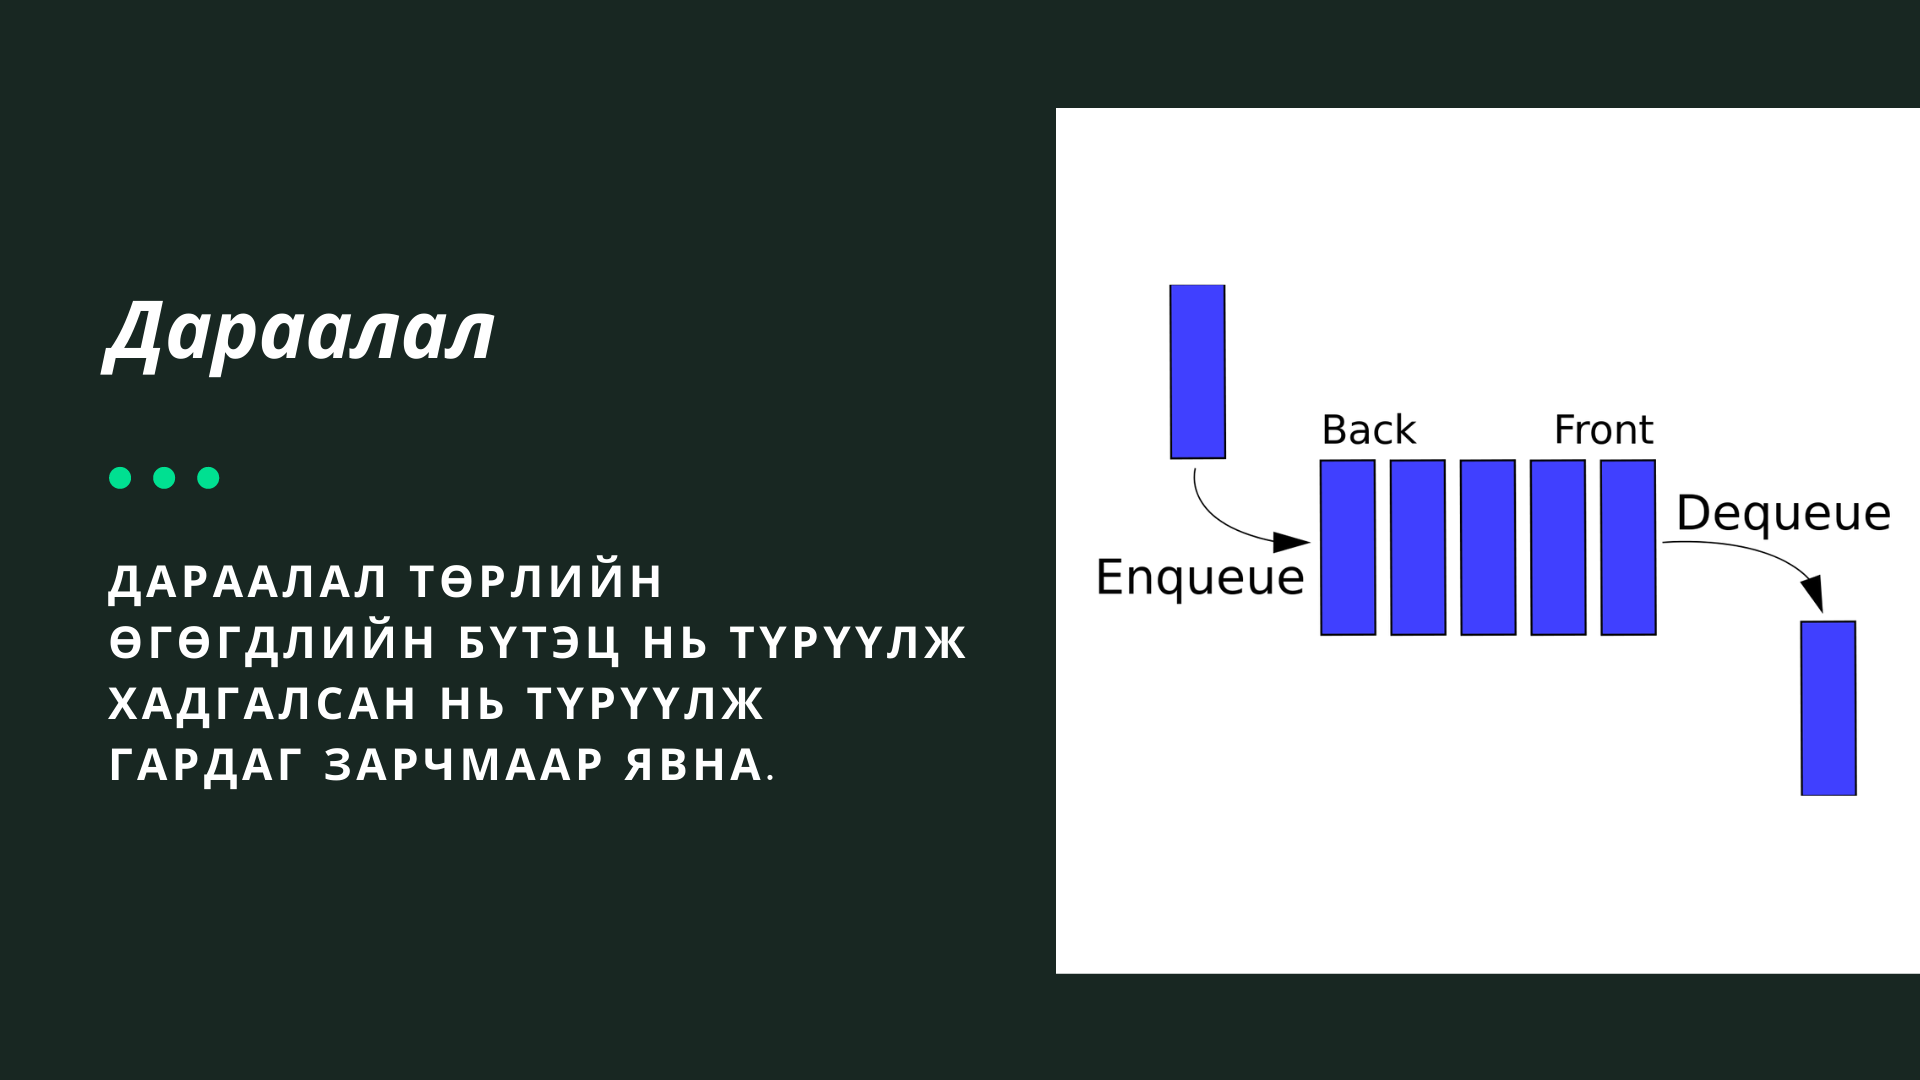 Дараалал
ДАРААЛАЛ ТӨРЛИЙН
ӨГӨГДЛИЙН БҮТЭЦ НЬ ТҮРҮҮЛЖ
ХАДГАЛСАН НЬ ТҮРҮҮЛЖ
ГАРДАГ ЗАРЧМААР ЯВНА.
Back
Front
Dequeue
Enqueue